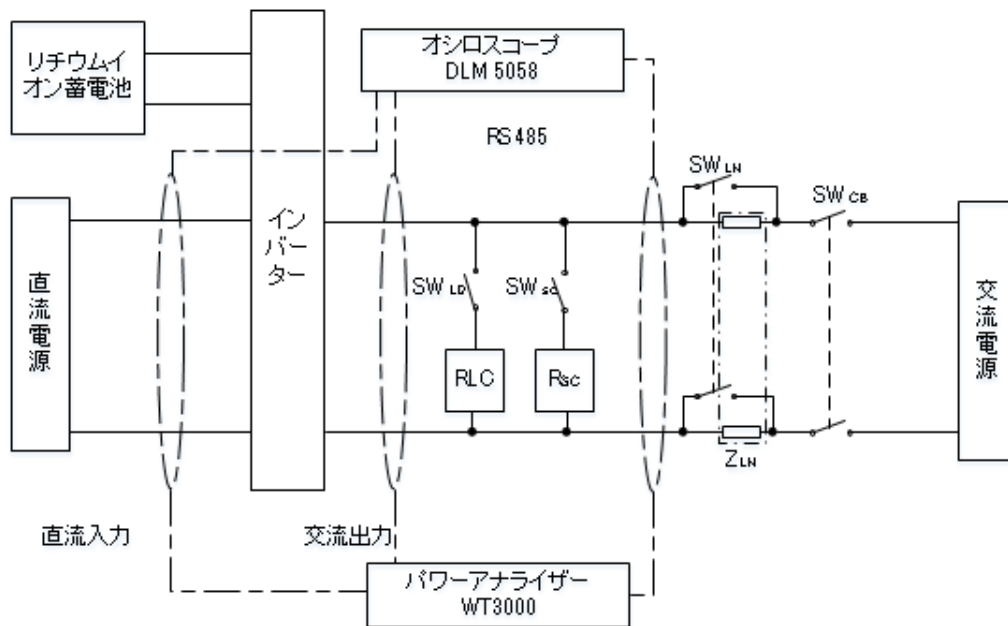 リチウムイ
オン蓄電池
オシロスコープ
DLM 5058
RS485
インバーター
直流電源
SW LN
SW CB
SW LD
SW SC
RLC
RSC
交流電源
ZLN
直流入力
交流出力
パワーアナライザー
WT3000